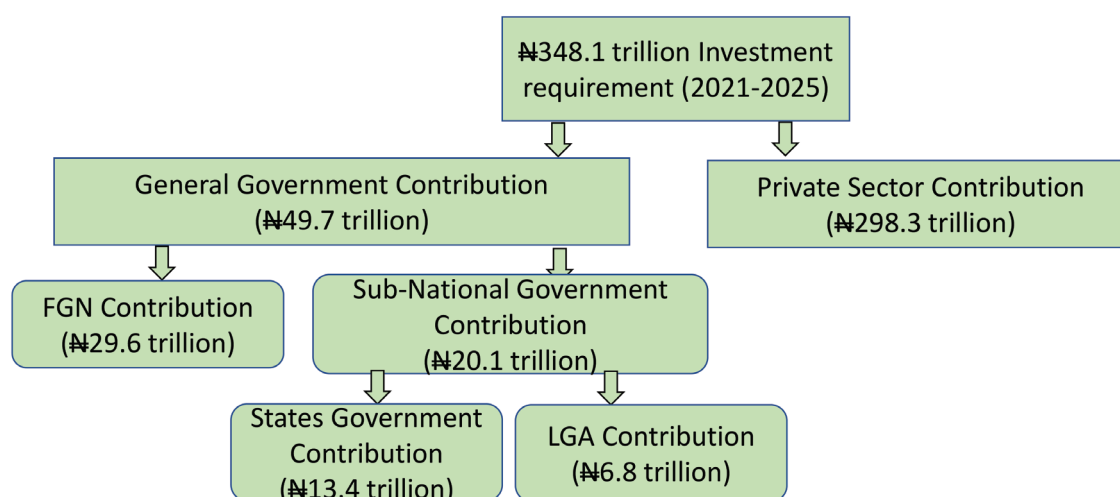 ₦348.1 trillion Investment
requirement (2021-2025)
General Government Contribution
(₦49.7 trillion)
Private Sector Contribution
(₦298.3 trillion)
FGN Contribution
(₦29.6 trillion)
Sub-National Government
Contribution
(₦20.1 trillion)
States Government
Contribution
(₦13.4 trillion)
LGA Contribution
(₦6.8 trillion)